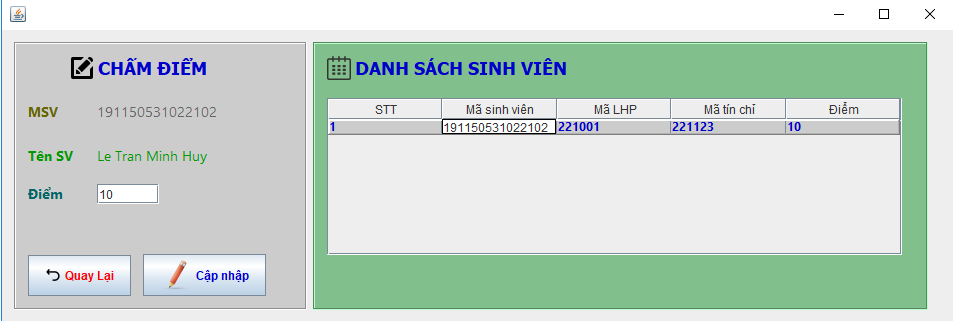 CHẤM ĐIỂM
MSV 191150531022102
Tên SV Le Tran Minh Huy
Điểm 10
Quay Lại Cập nhập
DANH SÁCH SINH VIÊN
STT Mã sinh viên Mã LHP Mã tín chỉ Điểm
1 191150531022102 221001 221123 10